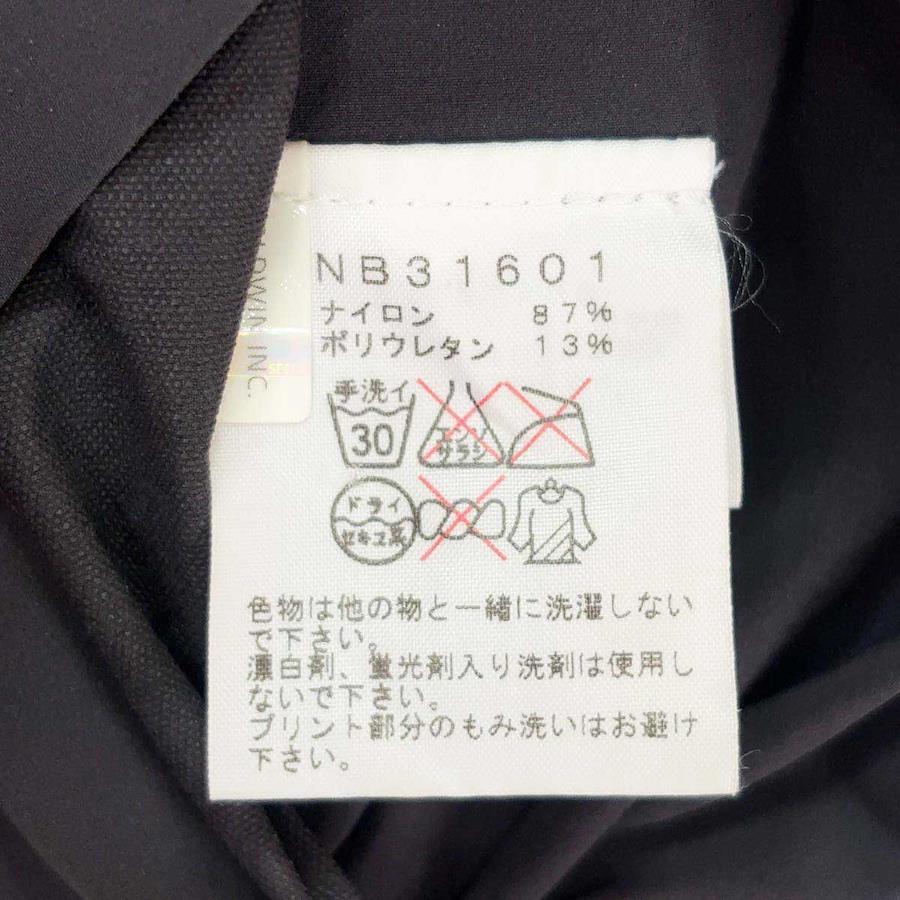 NB31601
ナイロン 87%
ポリウレタン 13%
手洗イ
30
エンソ
サラシ
ドライ
セキユ系
色物は他の物と一緒に洗濯しない
で下さい。
漂白剤、蛍光剤入り洗剤は使用し
ないで下さい。
プリント部分のもみ洗いはお避け
下さい。
DWIN INC.